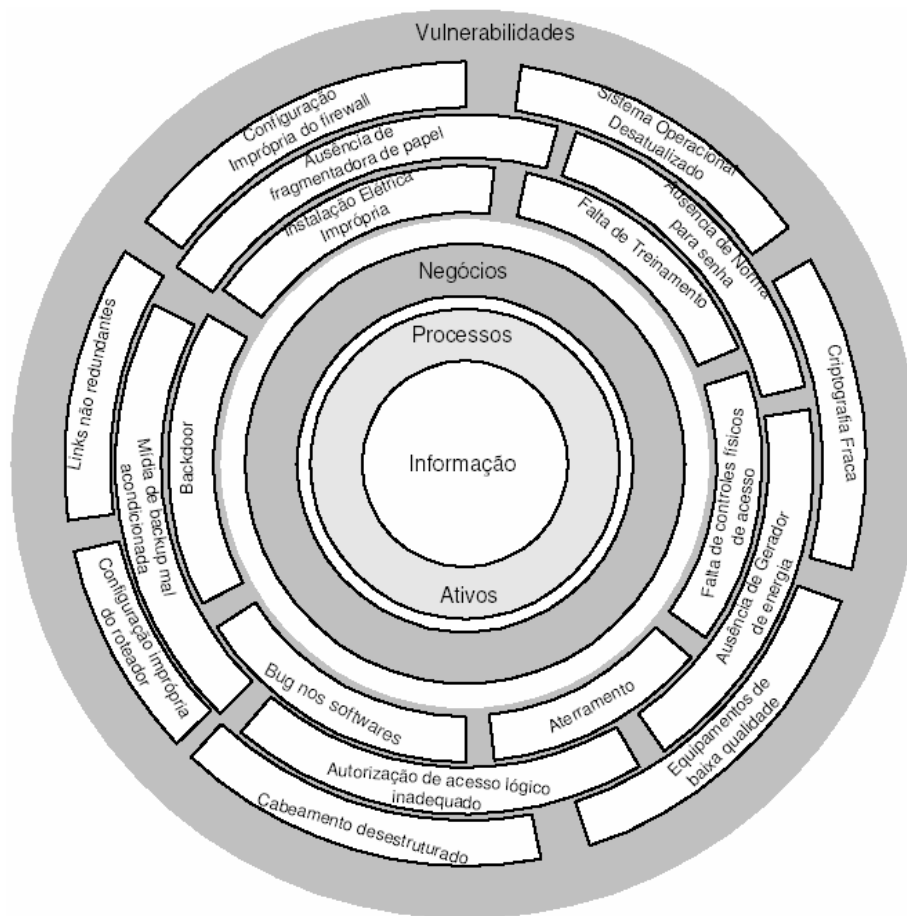 Vulnerabilidades
Configuração
Imprópria do firewall
Sistema Operacional
Desatualizado
Ausência de
fragmentadora de papel
Ausência de Norma
para senha
Instalação Elétrica
Imprópria
Falta de Treinamento
Links não redundantes
Mídia de backup mal
acondicionada
Backdoor
Negócios
Processos
Informação
Ativos
Falta de controles físicos
de acesso
Criptografia Fraca
Ausência de Gerador
de energia
Configuração imprópria
do roteador
Bug nos softwares
Aterramento
Equipamentos de
baixa qualidade
Autorização de acesso lógico
inadequado
Cabeamento desestruturado